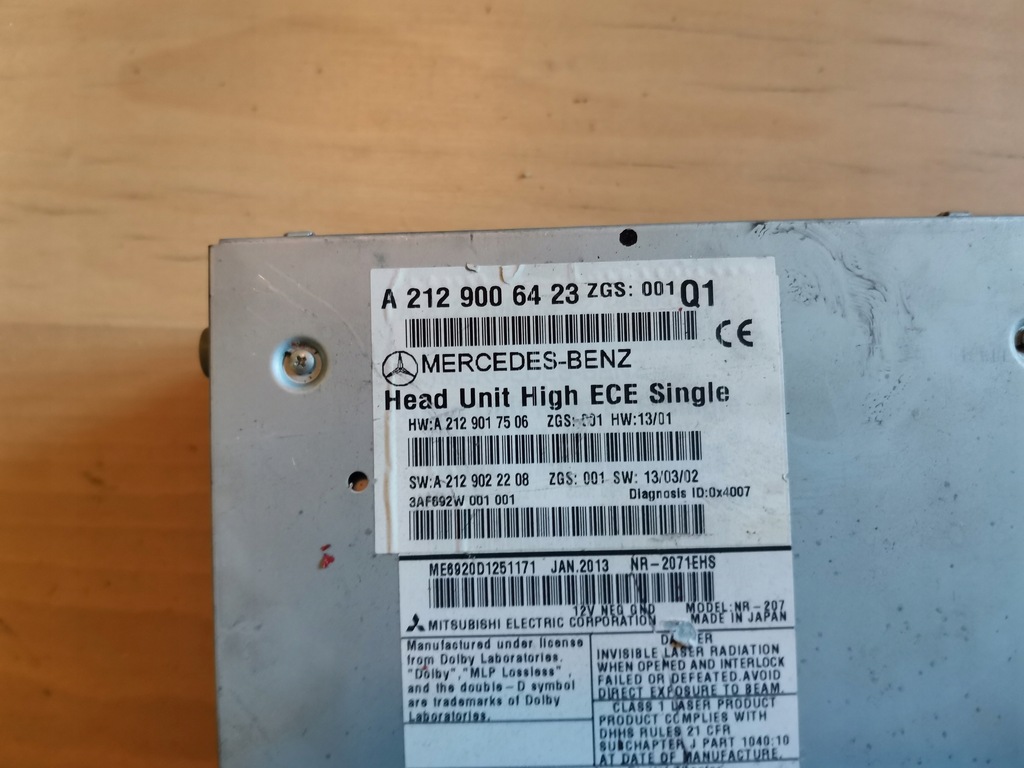 A 212 900 64 23 ZGS: 001 Q1
CE
MERCEDES-BENZ
Head Unit High ECE Single
HW:A 212 901 75 06 ZGS: 001 HW:13/01
SW:A 212 902 22 08 ZGS: 001 SW: 13/03/02
3AF692W 001 001 Diagnosis ID:0x4007
ME6920D1251171 JAN.2013 NR-2071EHS
12V NEG GND MODEL:NR-207
MITSUBISHI ELECTRIC CORPORATION MADE IN JAPAN
Manufactured under license
from Dolby Laboratories.
"Dolby","MLP Lossless",
and the double-D symbol
are trademarks of Dolby
Laboratories.
DANGER
INVISIBLE LASER RADIATION
WHEN OPENED AND INTERLOCK
FAILED OR DEFEATED.AVOID
DIRECT EXPOSURE TO BEAM.
CLASS 1 LASER PRODUCT
PRODUCT COMPLIES WITH
DHHS RULES 21 CFR
SUBCHAPTER J PART 1040:10
AT DATE OF MANUFACTURE.